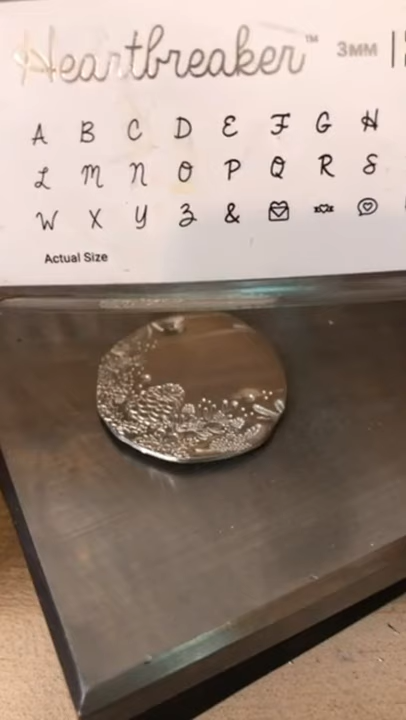 Heartbreaker™ 3MM
A B C D E F G H
L M N O P Q R S
W X Y Z &
Actual Size